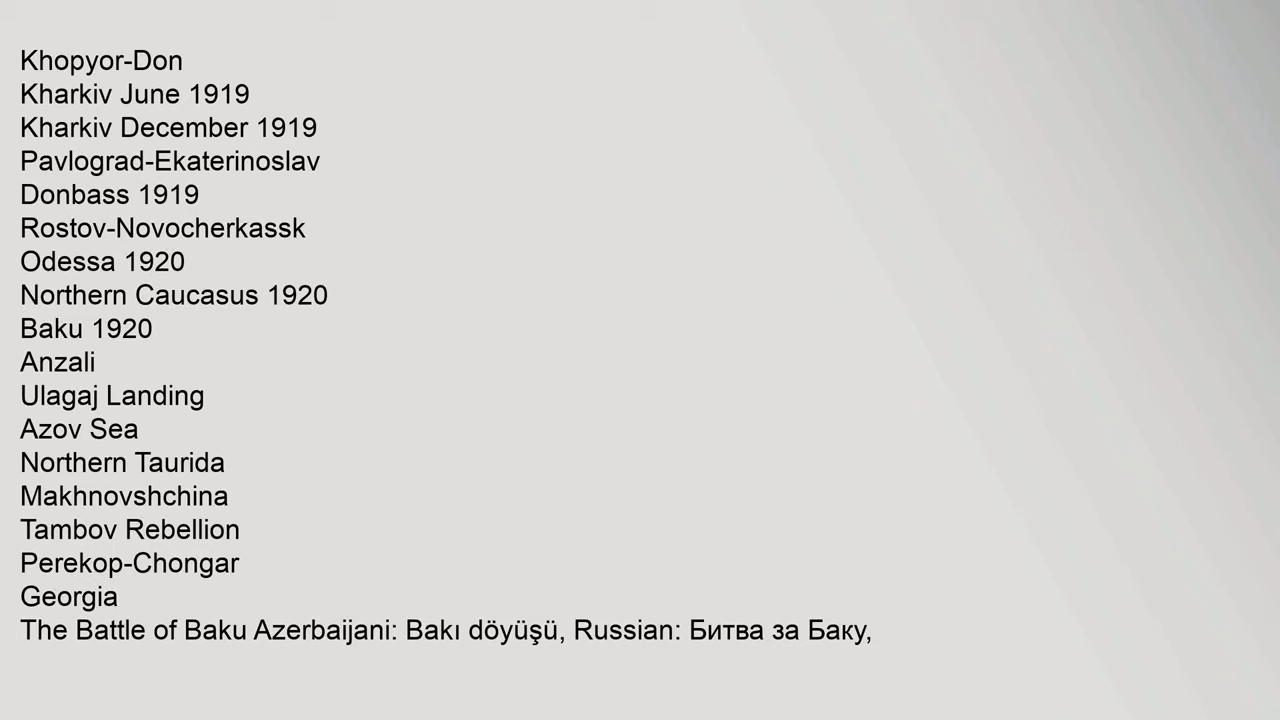 Khopyor-Don
Kharkiv June 1919
Kharkiv December 1919
Pavlograd-Ekaterinoslav
Donbass 1919
Rostov-Novocherkassk
Odessa 1920
Northern Caucasus 1920
Baku 1920
Anzali
Ulagaj Landing
Azov Sea
Northern Taurida
Makhnovshchina
Tambov Rebellion
Perekop-Chongar
Georgia
The Battle of Baku Azerbaijani: Bakı döyüşü, Russian: Битва за Баку,